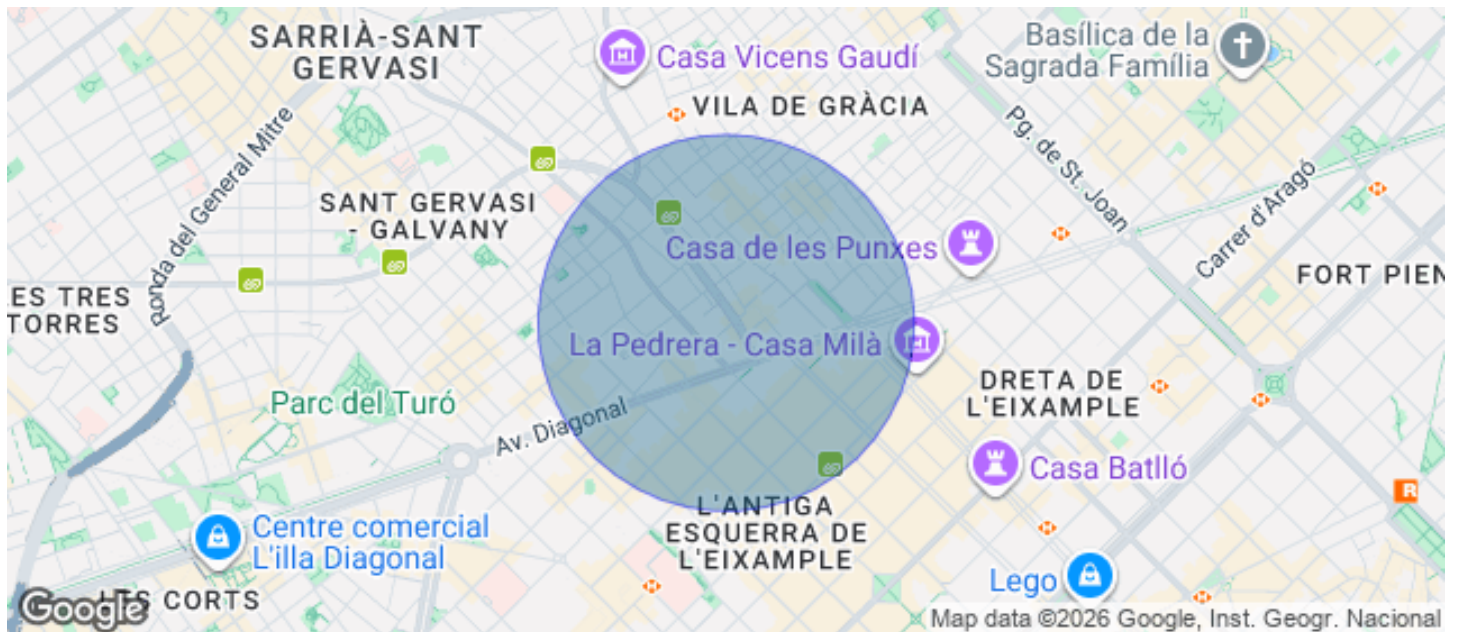 SARRIÀ-SANT
GERVASI
Casa Vicens Gaudí
Basílica de la
Sagrada Família
VILA DE GRÀCIA
Ronda del General Mitre
Pg. de St. Joan
SANT GERVASI
- GALVANY
Carrer d'Aragó
Casa de les Punxes
FORT PIEN
ES TRES
TORRES
La Pedrera - Casa Milà
DRETA DE
L'EIXAMPLE
Parc del Turó
Av. Diagonal
Casa Batlló
R
L'ANTIGA
ESQUERRA DE
L'EIXAMPLE
Centre comercial
L'illa Diagonal
Lego
ES CORTS
Google
Map data ©2026 Google, Inst. Geogr. Nacional